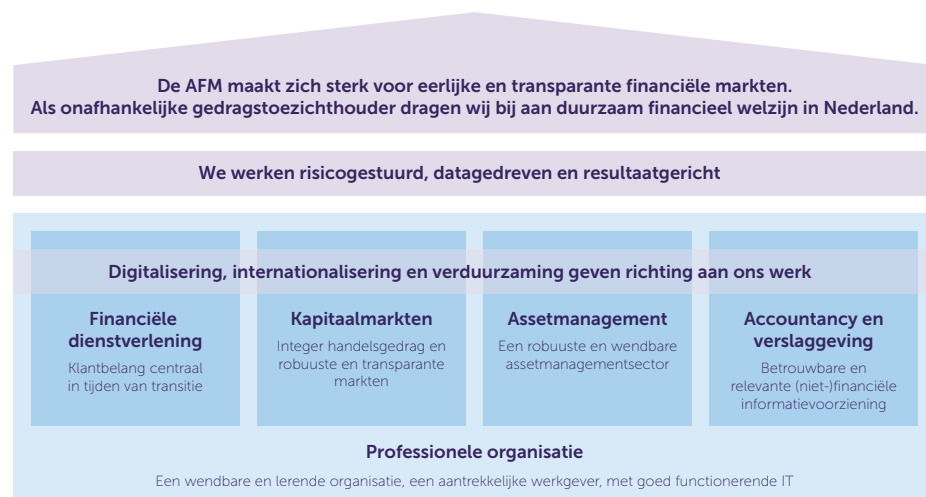 De AFM maakt zich sterk voor eerlijke en transparante financiële markten.
Als onafhankelijke gedragstoezichthouder dragen wij bij aan duurzaam financieel welzijn in Nederland.
We werken risicogestuurd, datagedreven en resultaatgericht
Digitalisering, internationalisering en verduurzaming geven richting aan ons werk
Financiële
dienstverlening
Klantbelang centraal
in tijden van transitie
Kapitaalmarkten
Integer handelsgedrag en
robuuste en transparante
markten
Assetmanagement
Een robuuste en wendbare
assetmanagementsector
Accountancy en
verslaggeving
Betrouwbare en
relevante (niet-)financiële
informatievoorziening
Professionele organisatie
Een wendbare en lerende organisatie, een aantrekkelijke werkgever, met goed functionerende IT